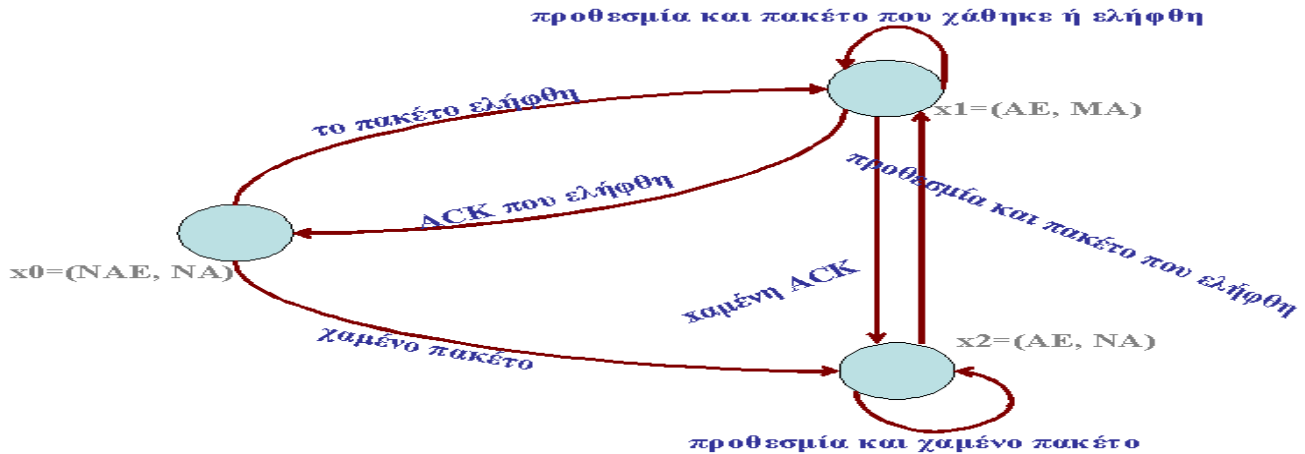 προθεσμία και πακέτο που χάθηκε ή ελήφθη
το πακέτο ελήφθη
x1=(AE, MA)
προθεσμία και πακέτο που ελήφθη
ACK που ελήφθη
x0=(NAE, NA)
χαμένη ACK
χαμένο πακέτο
x2=(AE, NA)
προθεσμία και χαμένο πακέτο